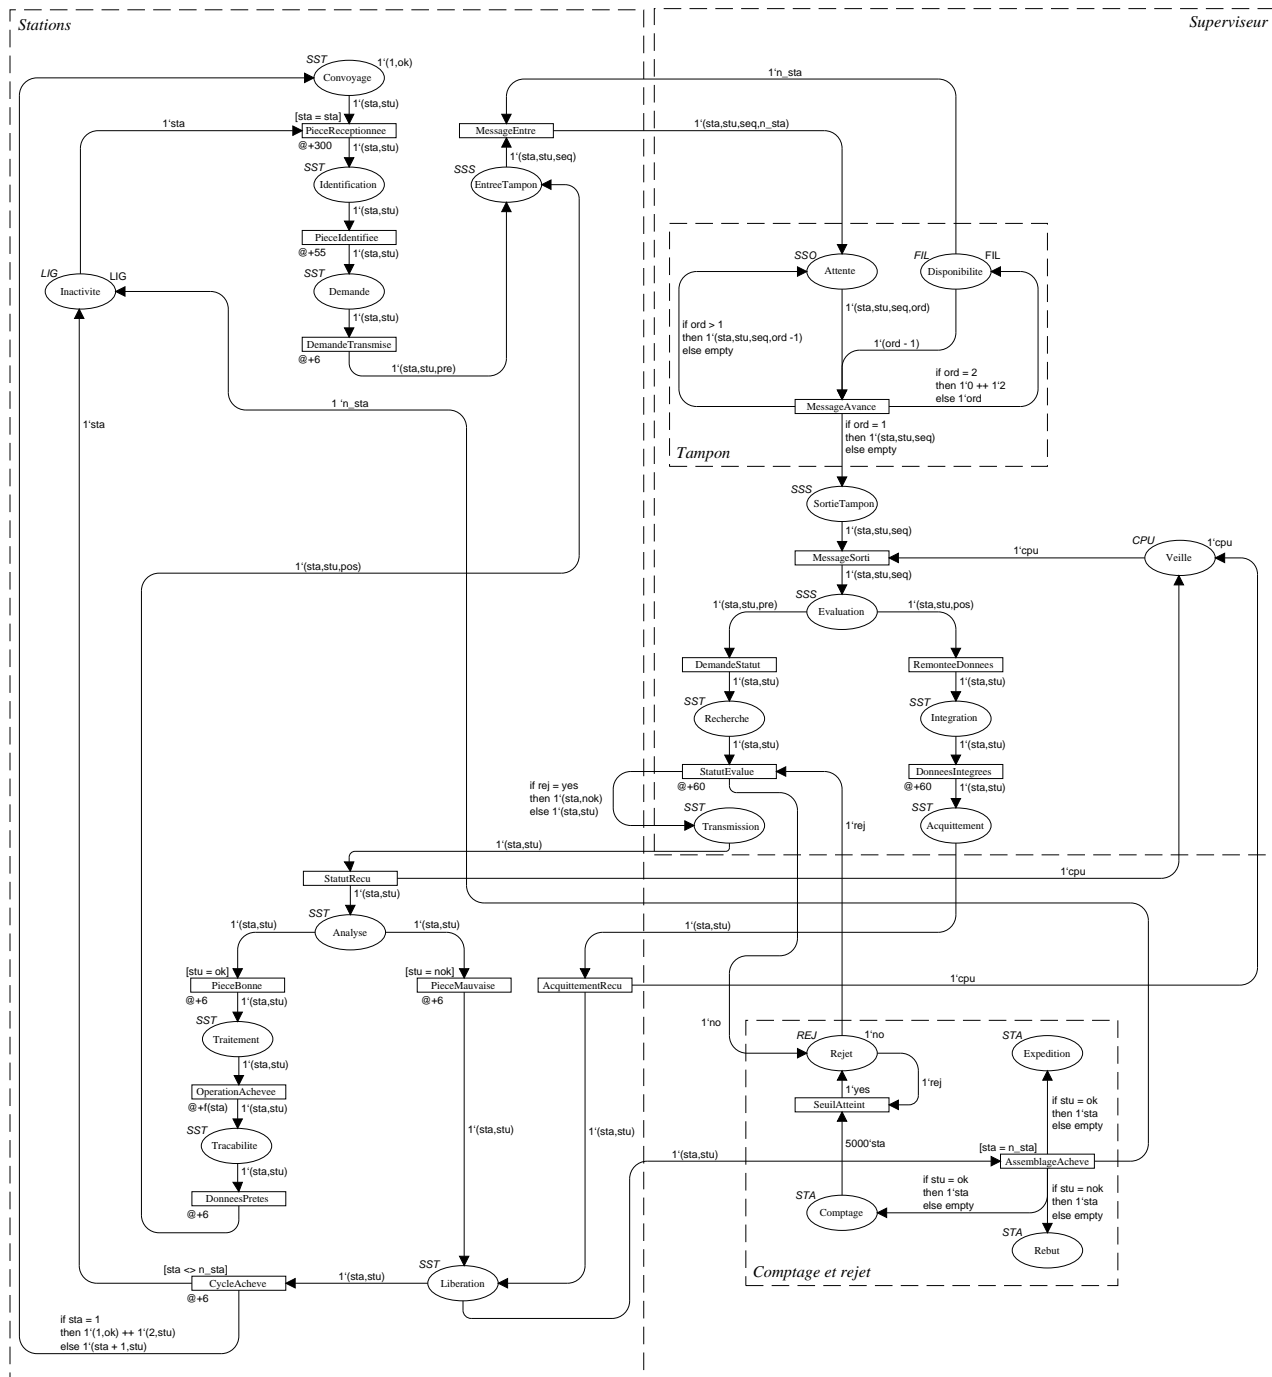 Stations
Superviseur
SST
1‘(1,ok)
Convoyage
1‘(sta,stu)
[sta = sta]
PieceReceptionnee
@+300
1‘(sta,stu)
SST
Identification
1‘(sta,stu)
PieceIdentifiee
@+55
1‘(sta,stu)
SST
Demande
1‘(sta,stu)
DemandeTransmise
@+6
1‘(sta,stu,pre)
1‘sta
LIG
LIG
Inactivite
1‘sta
1 ‘n_sta
1‘n_sta
MessageEntre
1‘(sta,stu,seq,n_sta)
1‘(sta,stu,seq)
SSS
EntreeTampon
SSO
Attente
FIL
FIL
Disponibilite
1‘(sta,stu,seq,ord)
if ord > 1
then 1‘(sta,stu,seq,ord -1)
else empty
1‘(ord - 1)
if ord = 2
then 1‘0 ++ 1‘2
else 1‘ord
MessageAvance
if ord = 1
then 1‘(sta,stu,seq)
else empty
Tampon
SSS
SortieTampon
1‘(sta,stu,seq)
MessageSorti
1‘cpu
CPU
1‘cpu
Veille
1‘(sta,stu,seq)
1‘(sta,stu,pos)
SSS
Evaluation
1‘(sta,stu,pre)
1‘(sta,stu,pos)
DemandeStatut
RemonteeDonnees
1‘(sta,stu)
1‘(sta,stu)
SST
Recherche
SST
Integration
1‘(sta,stu)
1‘(sta,stu)
StatutEvalue
@+60
DonneesIntegrees
@+60
1‘(sta,stu)
if rej = yes
then 1‘(sta,nok)
else 1‘(sta,stu)
SST
Transmission
1‘rej
SST
Acquittement
1‘(sta,stu)
StatutRecu
1‘cpu
1‘(sta,stu)
SST
Analyse
1‘(sta,stu)
1‘(sta,stu)
1‘(sta,stu)
[stu = ok]
PieceBonne
@+6
1‘(sta,stu)
[stu = nok]
PieceMauvaise
@+6
AcquittementRecu
1‘cpu
SST
Traitement
1‘(sta,stu)
OperationAchevee
@+f(sta)
1‘(sta,stu)
SST
Tracabilite
1‘(sta,stu)
DonneesPretes
@+6
1‘(sta,stu)
1‘(sta,stu)
1‘no
REJ
1‘no
Rejet
1‘yes
1‘rej
SeuilAtteint
5000‘sta
STA
Expedition
if stu = ok
then 1‘sta
else empty
1‘(sta,stu)
[sta = n_sta]
AssemblageAcheve
if stu = ok
then 1‘sta
else empty
if stu = nok
then 1‘sta
else empty
STA
Comptage
STA
Rebut
Comptage et rejet
[sta <> n_sta]
CycleAcheve
@+6
1‘(sta,stu)
SST
Liberation
if sta = 1
then 1‘(1,ok) ++ 1‘(2,stu)
else 1‘(sta + 1,stu)